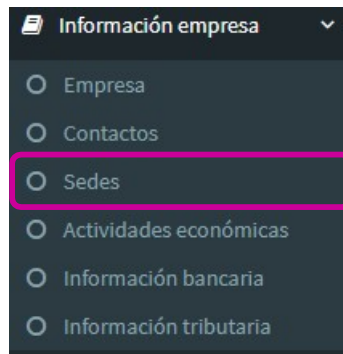 Información empresa
Empresa
Contactos
Sedes
Actividades económicas
Información bancaria
Información tributaria